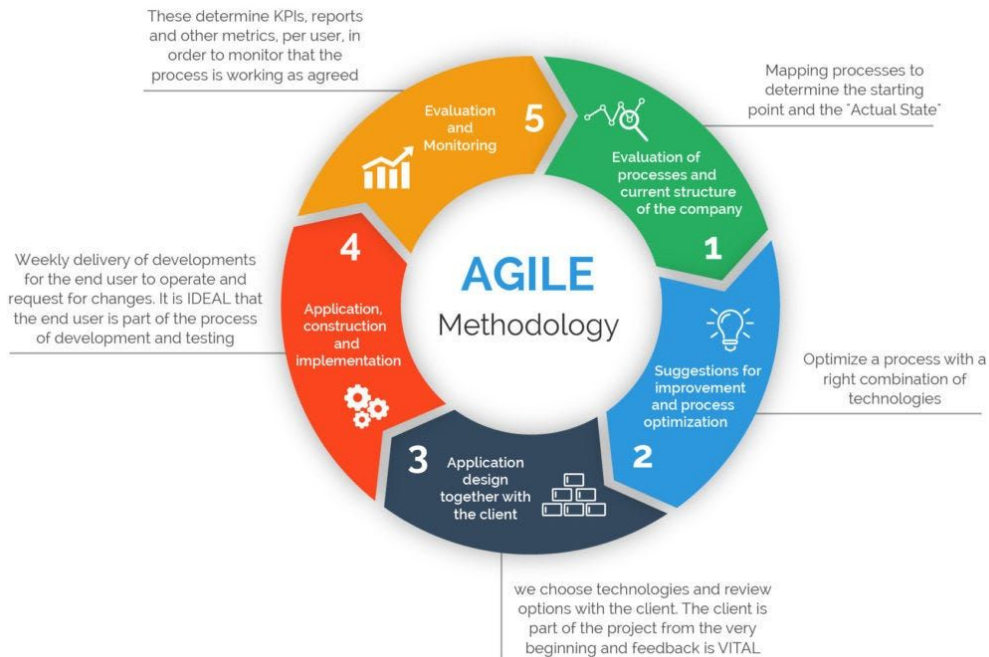 AGILE
Methodology
1
Evaluation of
processes and
current structure
of the company
Mapping processes to
determine the starting
point and the "Actual State"
2
Suggestions for
improvement
and process
optimization
Optimize a process with a
right combination of
technologies
3
Application
design
together with
the client
we choose technologies and review
options with the client. The client is
part of the project from the very
beginning and feedback is VITAL
4
Application,
construction
and
implementation
Weekly delivery of developments
for the end user to operate and
request for changes. It is IDEAL that
the end user is part of the process
of development and testing
5
Evaluation
and
Monitoring
These determine KPIs, reports
and other metrics, per user, in
order to monitor that the
process is working as agreed